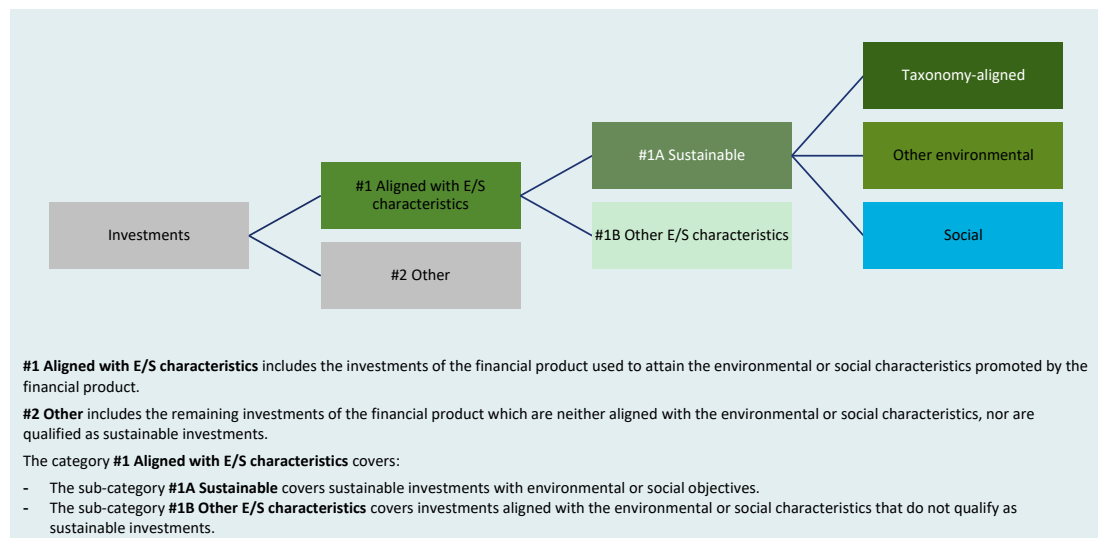 Taxonomy-aligned
#1A Sustainable
Other environmental
#1 Aligned with E/S
characteristics
Investments
#1B Other E/S characteristics
Social
#2 Other
#1 Aligned with E/S characteristics includes the investments of the financial product used to attain the environmental or social characteristics promoted by the
financial product.
#2 Other includes the remaining investments of the financial product which are neither aligned with the environmental or social characteristics, nor are
qualified as sustainable investments.
The category #1 Aligned with E/S characteristics covers:
- The sub-category #1A Sustainable covers sustainable investments with environmental or social objectives.
- The sub-category #1B Other E/S characteristics covers investments aligned with the environmental or social characteristics that do not qualify as
sustainable investments.